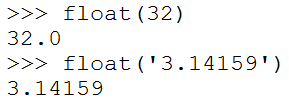 >>> float(32)
32.0
>>> float('3.14159')
3.14159